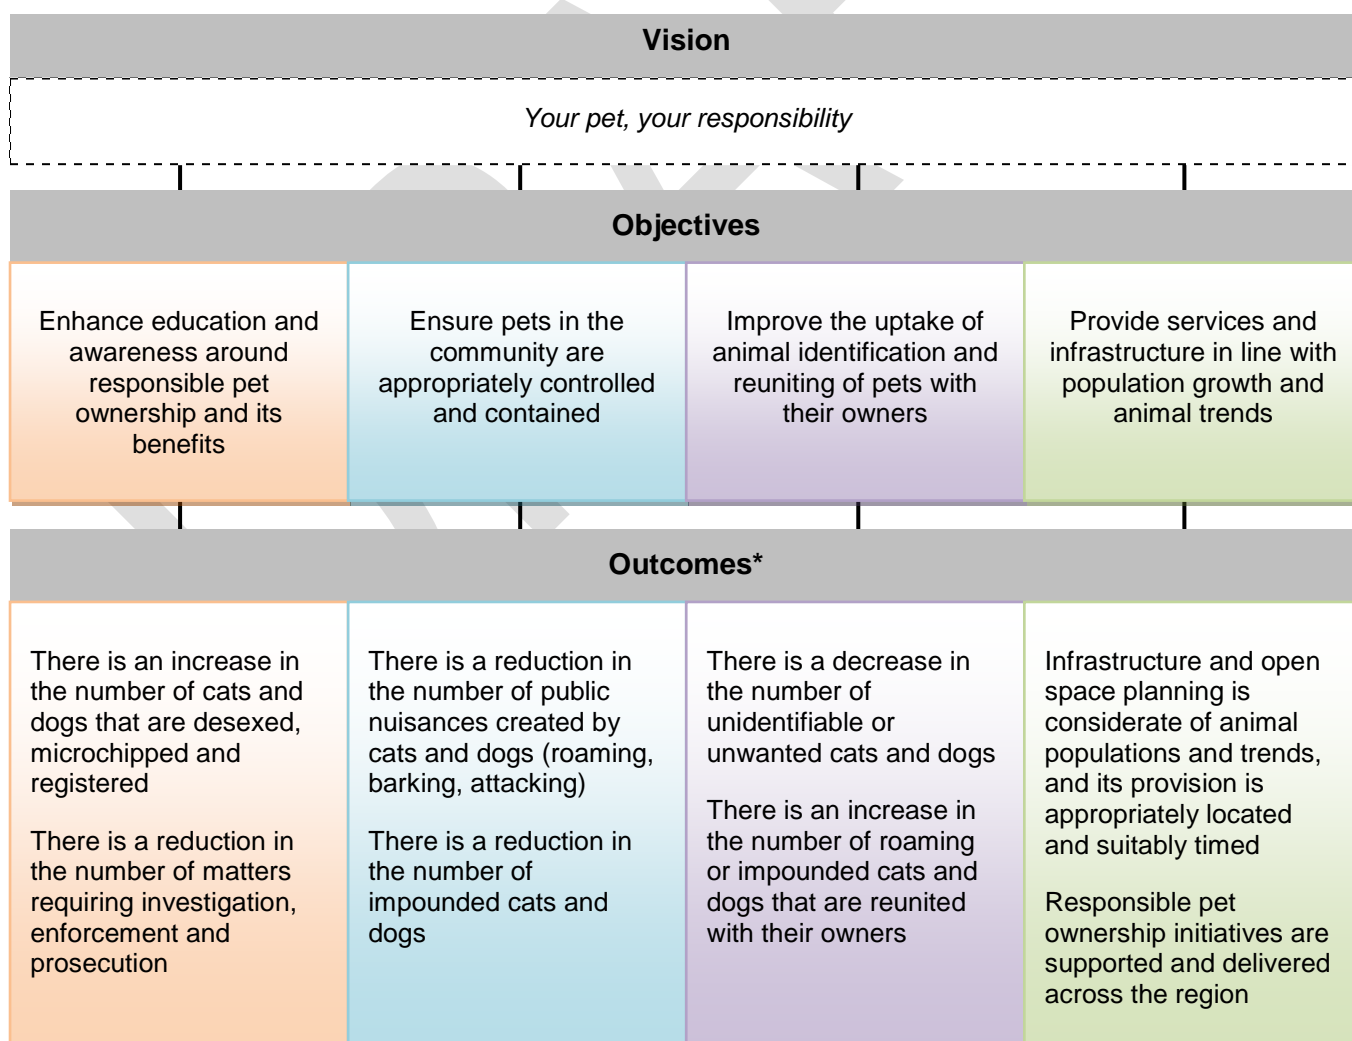 Vision
Your pet, your responsibility
Objectives
Enhance education and
awareness around
responsible pet
ownership and its
benefits
Ensure pets in the
community are
appropriately controlled
and contained
Improve the uptake of
animal identification and
reuniting of pets with
their owners
Provide services and
infrastructure in line with
population growth and
animal trends
Outcomes*
There is an increase in
the number of cats and
dogs that are desexed,
microchipped and
registered
There is a reduction in
the number of matters
requiring investigation,
enforcement and
prosecution
There is a reduction in
the number of public
nuisances created by
cats and dogs (roaming,
barking, attacking)
There is a reduction in
the number of
impounded cats and
dogs
There is a decrease in
the number of
unidentifiable or
unwanted cats and dogs
There is an increase in
the number of roaming
or impounded cats and
dogs that are reunited
with their owners
Infrastructure and open
space planning is
considerate of animal
populations and trends,
and its provision is
appropriately located
and suitably timed
Responsible pet
ownership initiatives are
supported and delivered
across the region